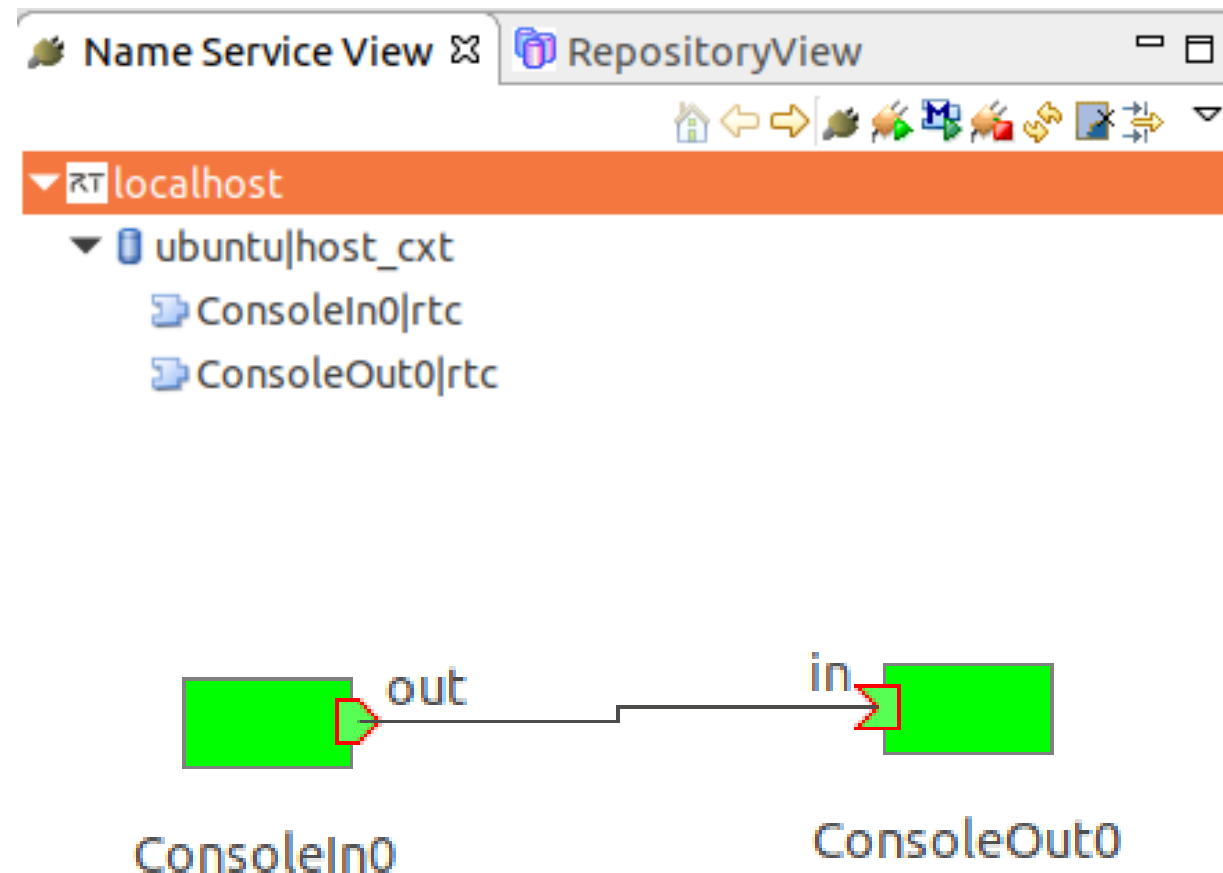 Name Service View RepositoryView
RT localhost
ubuntu|host_cxt
ConsoleIn0|rtc
ConsoleOut0|rtc
out in
ConsoleIn0 ConsoleOut0